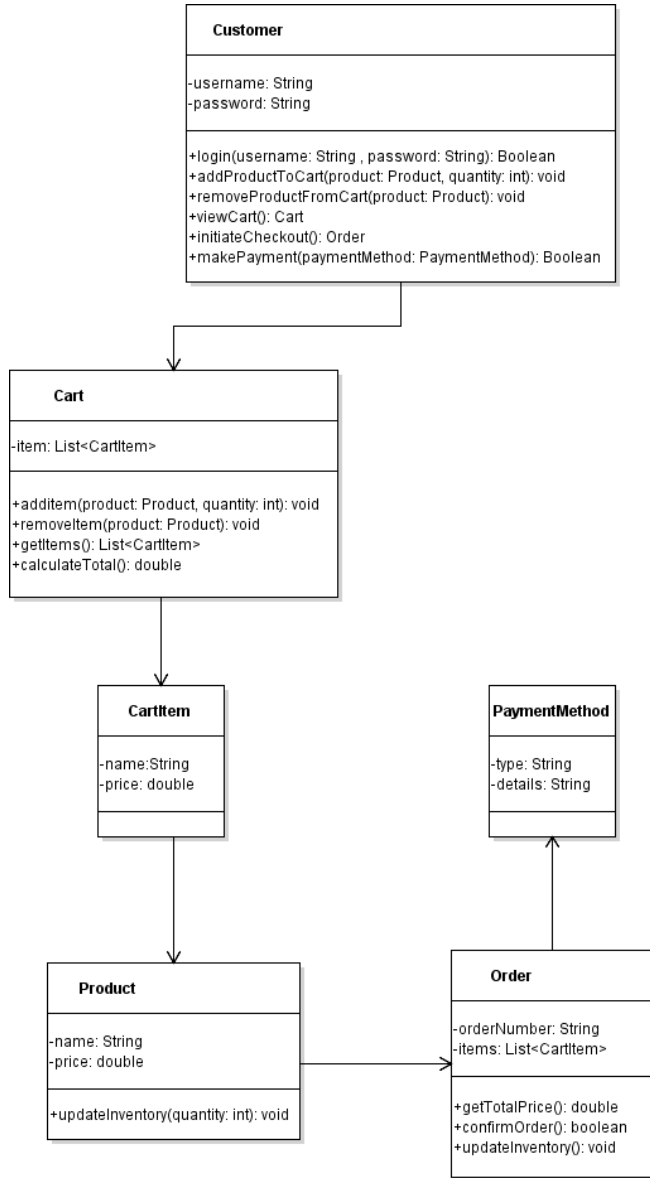 Customer
-username: String
-password: String
+login(username: String , password: String): Boolean
+addProductToCart(product: Product, quantity: int): void
+removeProductFromCart(product: Product): void
+viewCart(): Cart
+initiateCheckout(): Order
+makePayment(paymentMethod: PaymentMethod): Boolean
Cart
-item: List<CartItem>
+additem(product: Product, quantity: int): void
+removeItem(product: Product): void
+getItems(): List<CartItem>
+calculateTotal(): double
CartItem
-name:String
-price: double
PaymentMethod
-type: String
-details: String
Product
-name: String
-price: double
+updateInventory(quantity: int): void
Order
-orderNumber: String
-items: List<CartItem>
+getTotalPrice(): double
+confirmOrder(): boolean
+updateInventory(): void